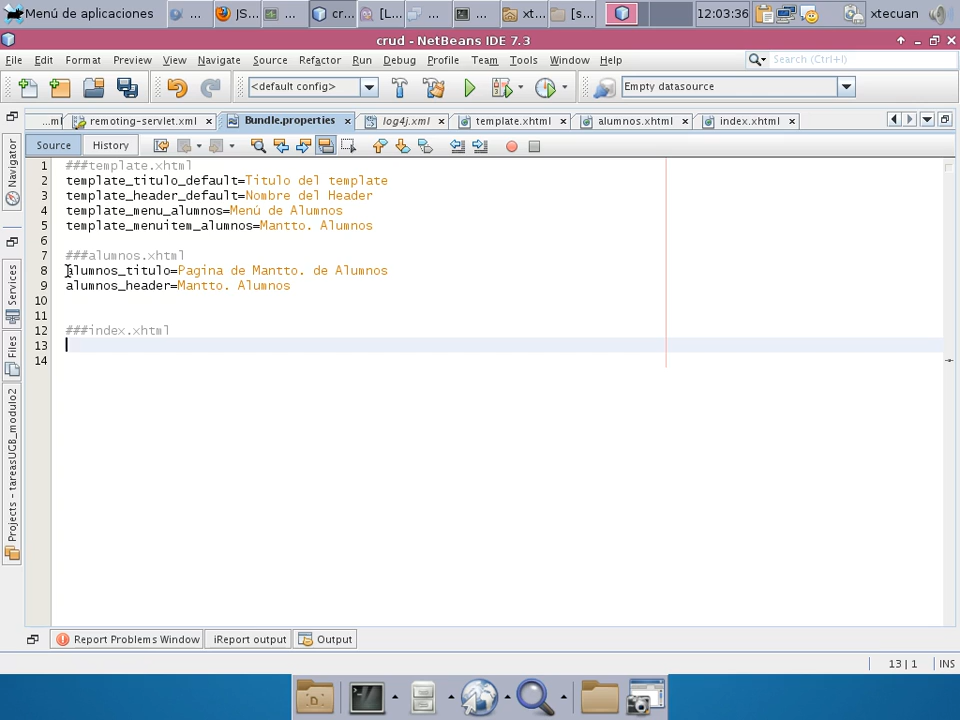 Menú de aplicaciones
...
JS...
...
cr...
[L...
...
...
xt...
[s...
12:03:36
xtecuan
crud - NetBeans IDE 7.3
File Edit Format Preview View Navigate Source Refactor Run Debug Profile Team Tools Window Help
Search (Ctrl+I)
<default config>
Empty datasource
...ml
remoting-servlet.xml
Bundle.properties
log4j.xml
template.xhtml
alumnos.xhtml
index.xhtml
Source
History
Navigator
Services
Files
Projects - tareasUGB_modulo2
1 ###template.xhtml
2 template_titulo_default=Titulo del template
3 template_header_default=Nombre del Header
4 template_menu_alumnos=Menú de Alumnos
5 template_menuitem_alumnos=Mantto. Alumnos
6
7 ###alumnos.xhtml
8 alumnos_titulo=Pagina de Mantto. de Alumnos
9 alumnos_header=Mantto. Alumnos
10
11
12 ###index.xhtml
13
14
Report Problems Window
iReport output
Output
13 | 1
INS